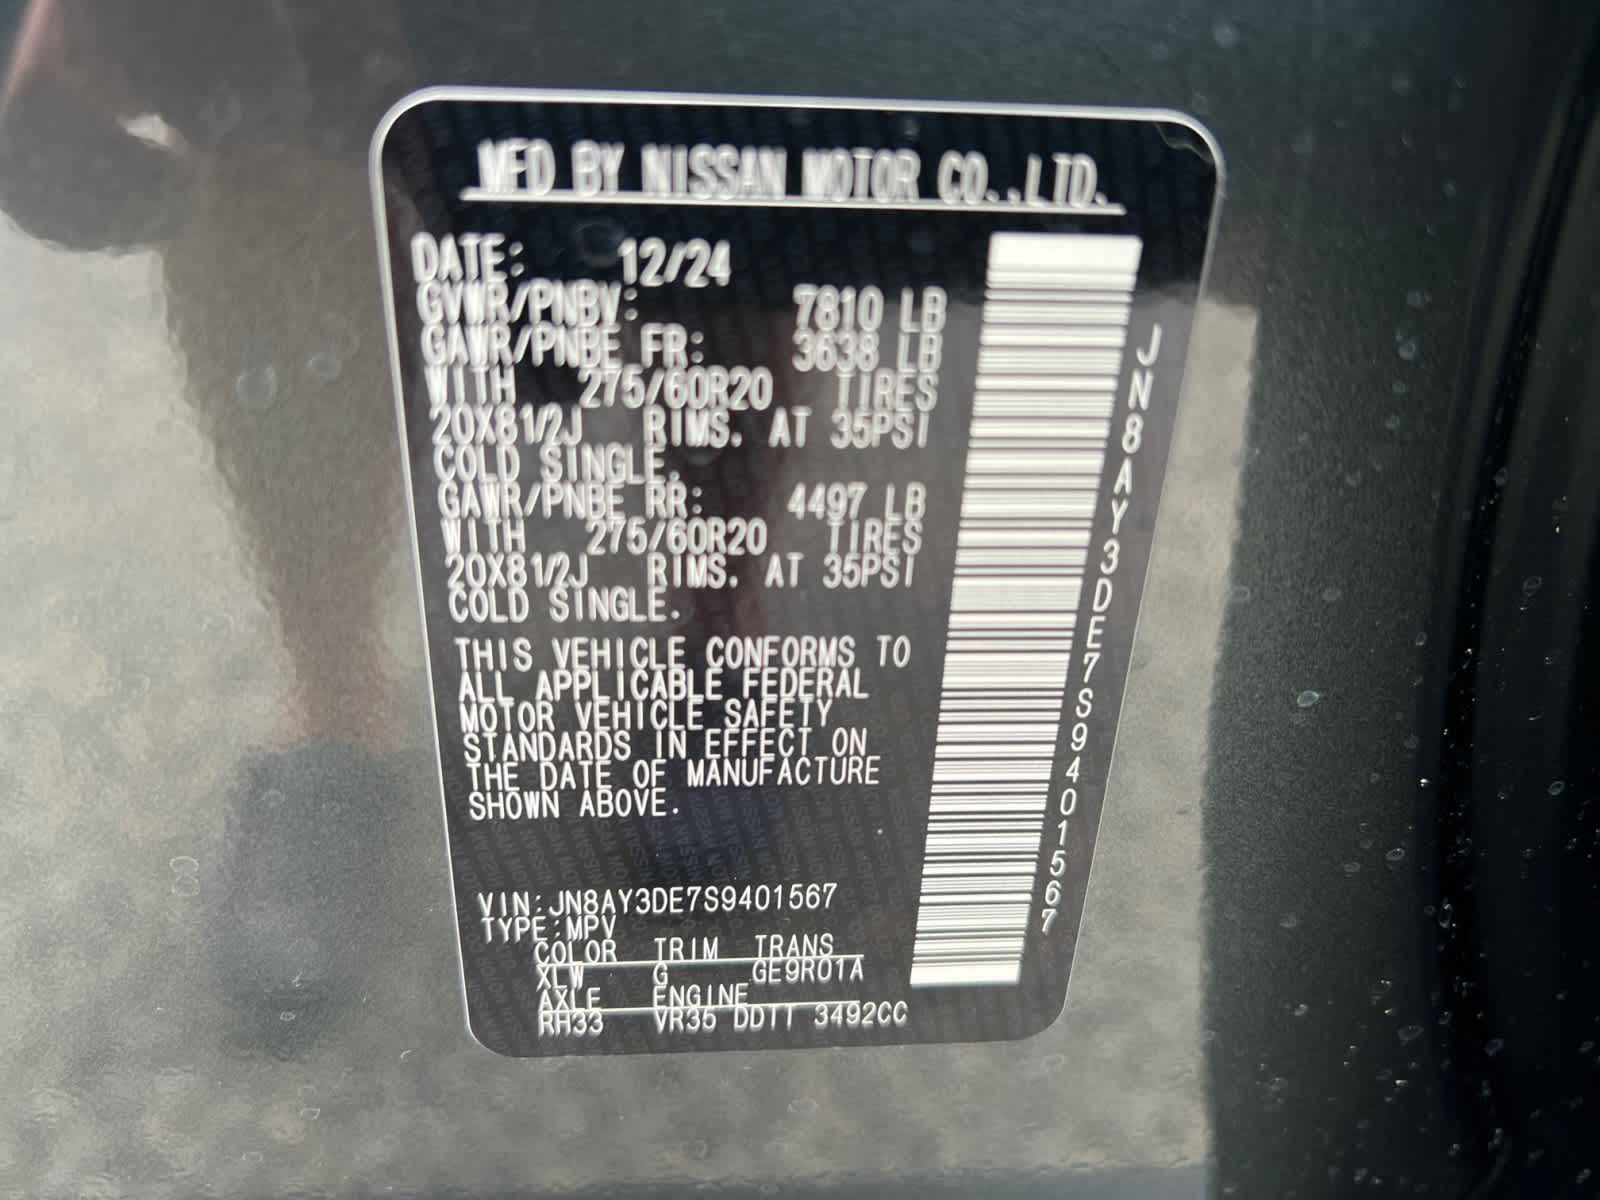 MFD BY NISSAN MOTOR CO.,LTD.
DATE: 12/24
GVWR/PNBV: 7810 LB
GAWR/PNBE FR: 3638 LB
WITH 275/60R20 TIRES
20X81/2J RIMS. AT 35PSI
COLD SINGLE.
GAWR/PNBE RR: 4497 LB
WITH 275/60R20 TIRES
20X81/2J RIMS. AT 35PSI
COLD SINGLE.
THIS VEHICLE CONFORMS TO
ALL APPLICABLE FEDERAL
MOTOR VEHICLE SAFETY
STANDARDS IN EFFECT ON
THE DATE OF MANUFACTURE
SHOWN ABOVE.
VIN:JN8AY3DE7S9401567
TYPE:MPV
COLOR TRIM TRANS
XLW G GE9R01A
AXLE ENGINE
RH33 VR35 DDTT 3492CC
JN8AY3DE7S9401567